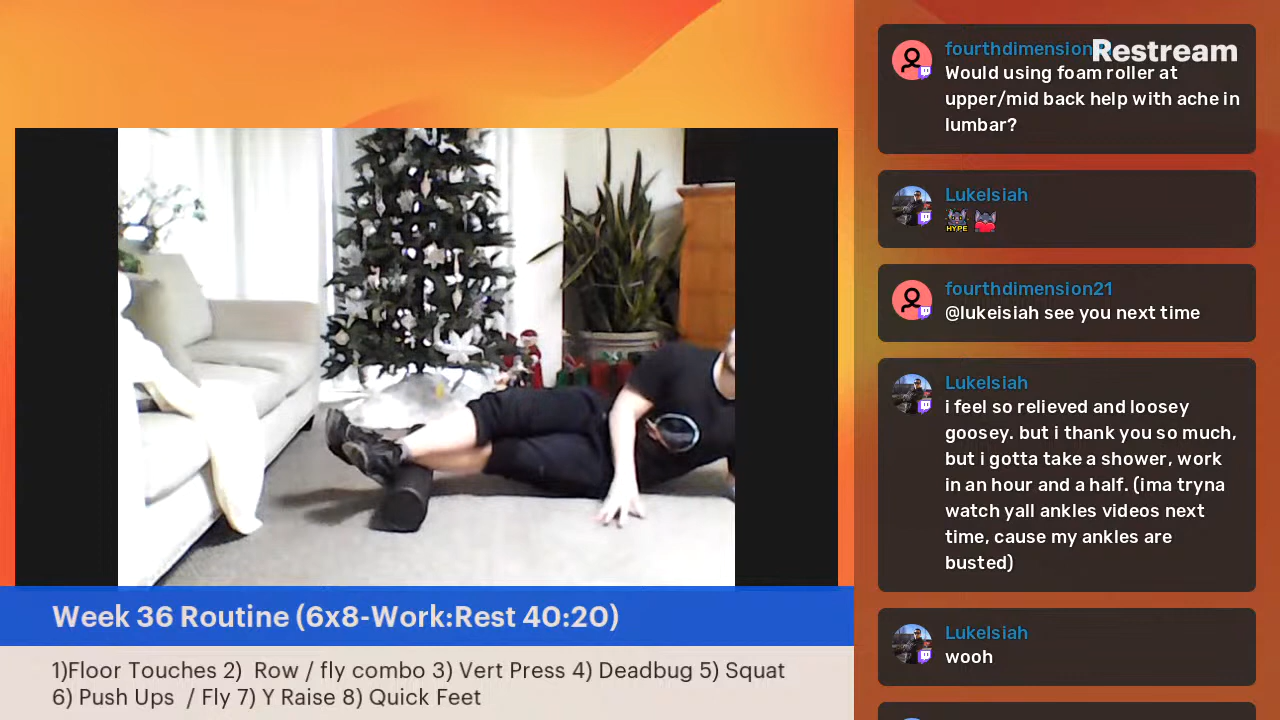 fourthdimension
Restream
Would using foam roller at
upper/mid back help with ache in
lumbar?
LukeIsiah
HYPE
fourthdimension21
@lukeisiah see you next time
LukeIsiah
i feel so relieved and loosey
goosey. but i thank you so much,
but i gotta take a shower, work
in an hour and a half. (ima tryna
watch yall ankles videos next
time, cause my ankles are
busted)
LukeIsiah
wooh
Week 36 Routine (6x8-Work:Rest 40:20)
1)Floor Touches 2)  Row / fly combo 3) Vert Press 4) Deadbug 5) Squat
6) Push Ups  / Fly 7) Y Raise 8) Quick Feet